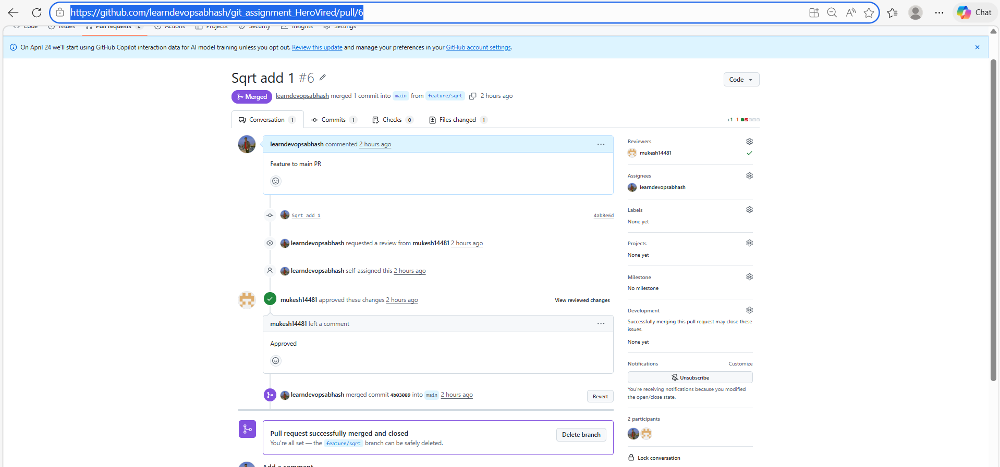 https://github.com/learndevopsabhash/git_assignment_HeroVired/pull/6
Chat
Code Issues Pull requests 2 Actions Projects Security Insights Settings
On April 24 we'll start using GitHub Copilot interaction data for AI model training unless you opt out. Review this update and manage your preferences in your GitHub account settings.
Sqrt add 1 #6
Code
Merged learndevopsabhash merged 1 commit into main from feature/sqrt 2 hours ago
Conversation 1 Commits 1 Checks 0 Files changed 1
+1 -1
learndevopsabhash commented 2 hours ago
Feature to main PR
Sqrt add 1 4ab8e6d
learndevopsabhash requested a review from mukesh14481 2 hours ago
learndevopsabhash self-assigned this 2 hours ago
mukesh14481 approved these changes 2 hours ago
View reviewed changes
mukesh14481 left a comment
Approved
learndevopsabhash merged commit 4b03089 into main 2 hours ago
Revert
Pull request successfully merged and closed
You're all set — the feature/sqrt branch can be safely deleted.
Delete branch
Add a comment
Reviewers
mukesh14481
Assignees
learndevopsabhash
Labels
None yet
Projects
None yet
Milestone
No milestone
Development
Successfully merging this pull request may close these
issues.
None yet
Notifications Customize
Unsubscribe
You're receiving notifications because you modified
the open/close state.
2 participants
Lock conversation